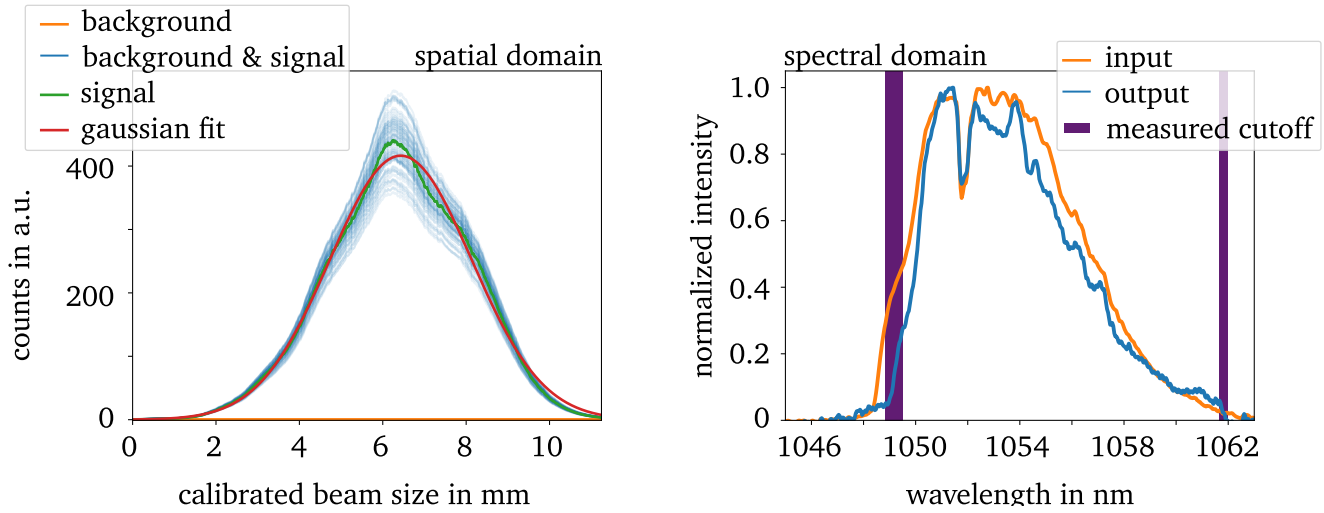 background
background & signal
signal
gaussian fit
spatial domain
counts in a.u.
400
200
0
0 2 4 6 8 10
calibrated beam size in mm
spectral domain
input
output
measured cutoff
normalized intensity
1.0
0.8
0.6
0.4
0.2
0
1046 1050 1054 1058 1062
wavelength in nm